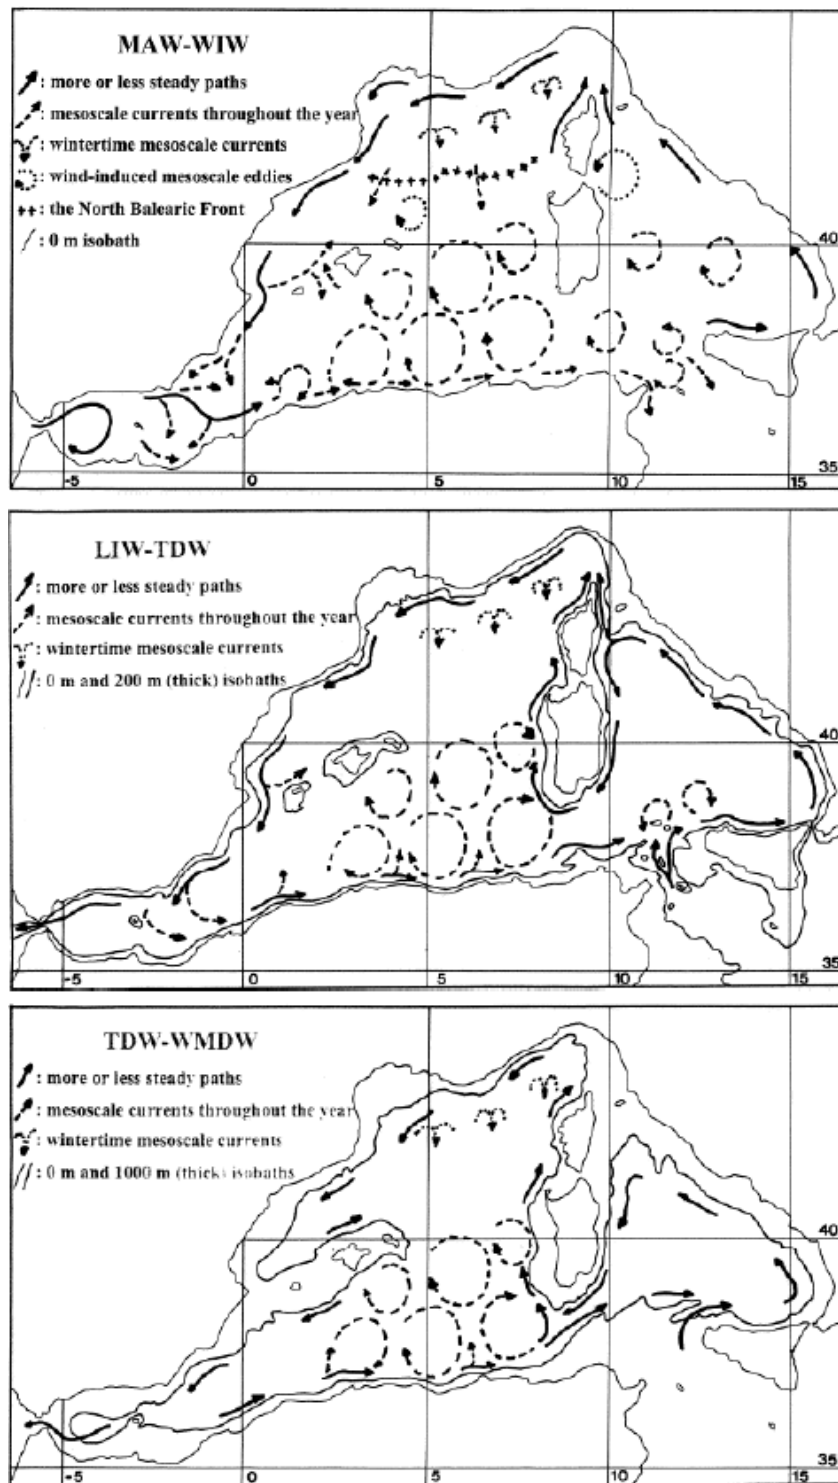 MAW-WIW
: more or less steady paths
: mesoscale currents throughout the year
: wintertime mesoscale currents
: wind-induced mesoscale eddies
: the North Balearic Front
: 0 m isobath
40
35
-5
0
5
10
15
LIW-TDW
: more or less steady paths
: mesoscale currents throughout the year
: wintertime mesoscale currents
: 0 m and 200 m (thick) isobaths
40
35
-5
0
5
10
15
TDW-WMDW
: more or less steady paths
: mesoscale currents throughout the year
: wintertime mesoscale currents
: 0 m and 1000 m (thick) isobaths
40
35
-5
0
5
10
15